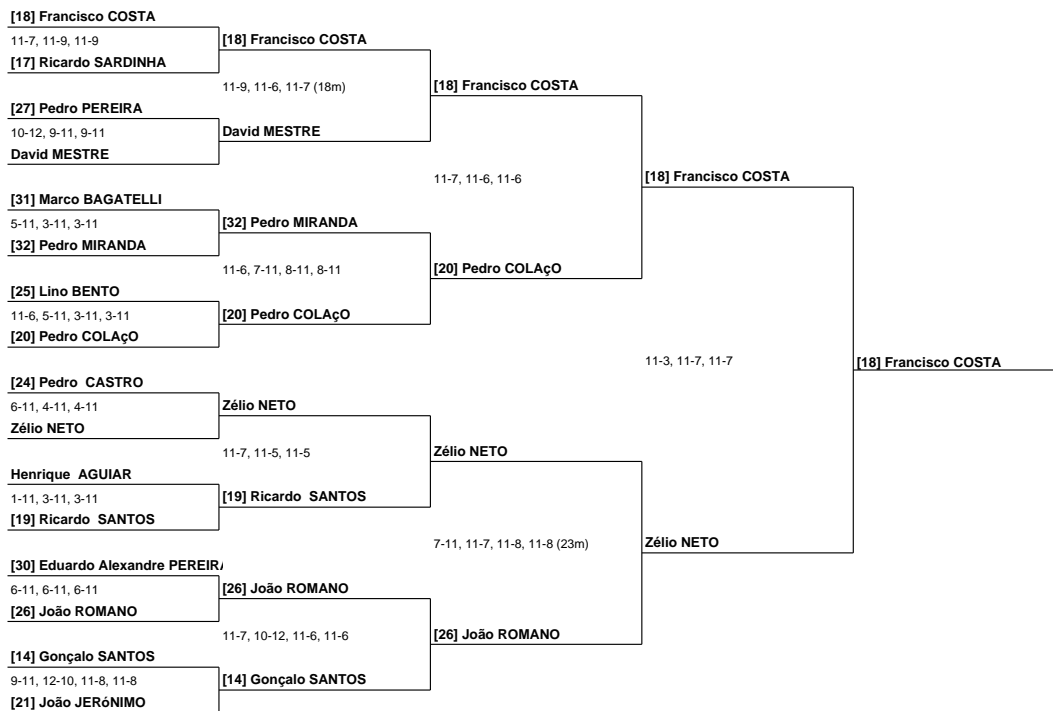 [18] Francisco COSTA
11-7, 11-9, 11-9
[17] Ricardo SARDINHA
[27] Pedro PEREIRA
10-12, 9-11, 9-11
David MESTRE
[31] Marco BAGATELLI
5-11, 3-11, 3-11
[32] Pedro MIRANDA
[25] Lino BENTO
11-6, 5-11, 3-11, 3-11
[20] Pedro COLAçO
[24] Pedro  CASTRO
6-11, 4-11, 4-11
Zélio NETO
Henrique  AGUIAR
1-11, 3-11, 3-11
[19] Ricardo  SANTOS
[30] Eduardo Alexandre PEREIRA
6-11, 6-11, 6-11
[26] João ROMANO
[14] Gonçalo SANTOS
9-11, 12-10, 11-8, 11-8
[21] João JERóNIMO
[18] Francisco COSTA
11-9, 11-6, 11-7 (18m)
David MESTRE
[32] Pedro MIRANDA
11-6, 7-11, 8-11, 8-11
[20] Pedro COLAçO
Zélio NETO
11-7, 11-5, 11-5
[19] Ricardo  SANTOS
[26] João ROMANO
11-7, 10-12, 11-6, 11-6
[14] Gonçalo SANTOS
[18] Francisco COSTA
11-7, 11-6, 11-6
[20] Pedro COLAçO
Zélio NETO
7-11, 11-7, 11-8, 11-8 (23m)
[26] João ROMANO
[18] Francisco COSTA
11-3, 11-7, 11-7
Zélio NETO
[18] Francisco COSTA